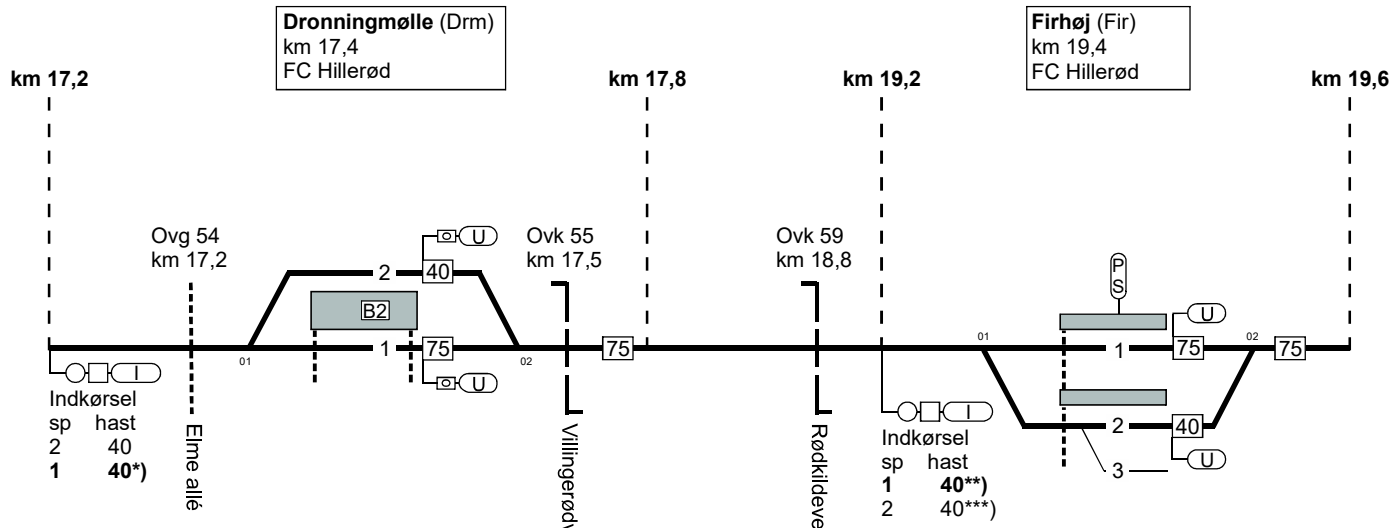 Dronningmølle (Drm)
km 17,4
FC Hillerød
Firhøj (Fir)
km 19,4
FC Hillerød
km 17,2
km 17,8
km 19,2
km 19,6
Ovg 54
km 17,2
U
Ovk 55
km 17,5
Ovk 59
km 18,8
P
S
2
40
B2
U
01
1
75
02
75
01
1
75
02
75
U
I
Indkørsel
sp hast
2 40
1 40*)
Elme allé
I
Indkørsel
sp hast
1 40**)
2 40***)
2
40
U
3